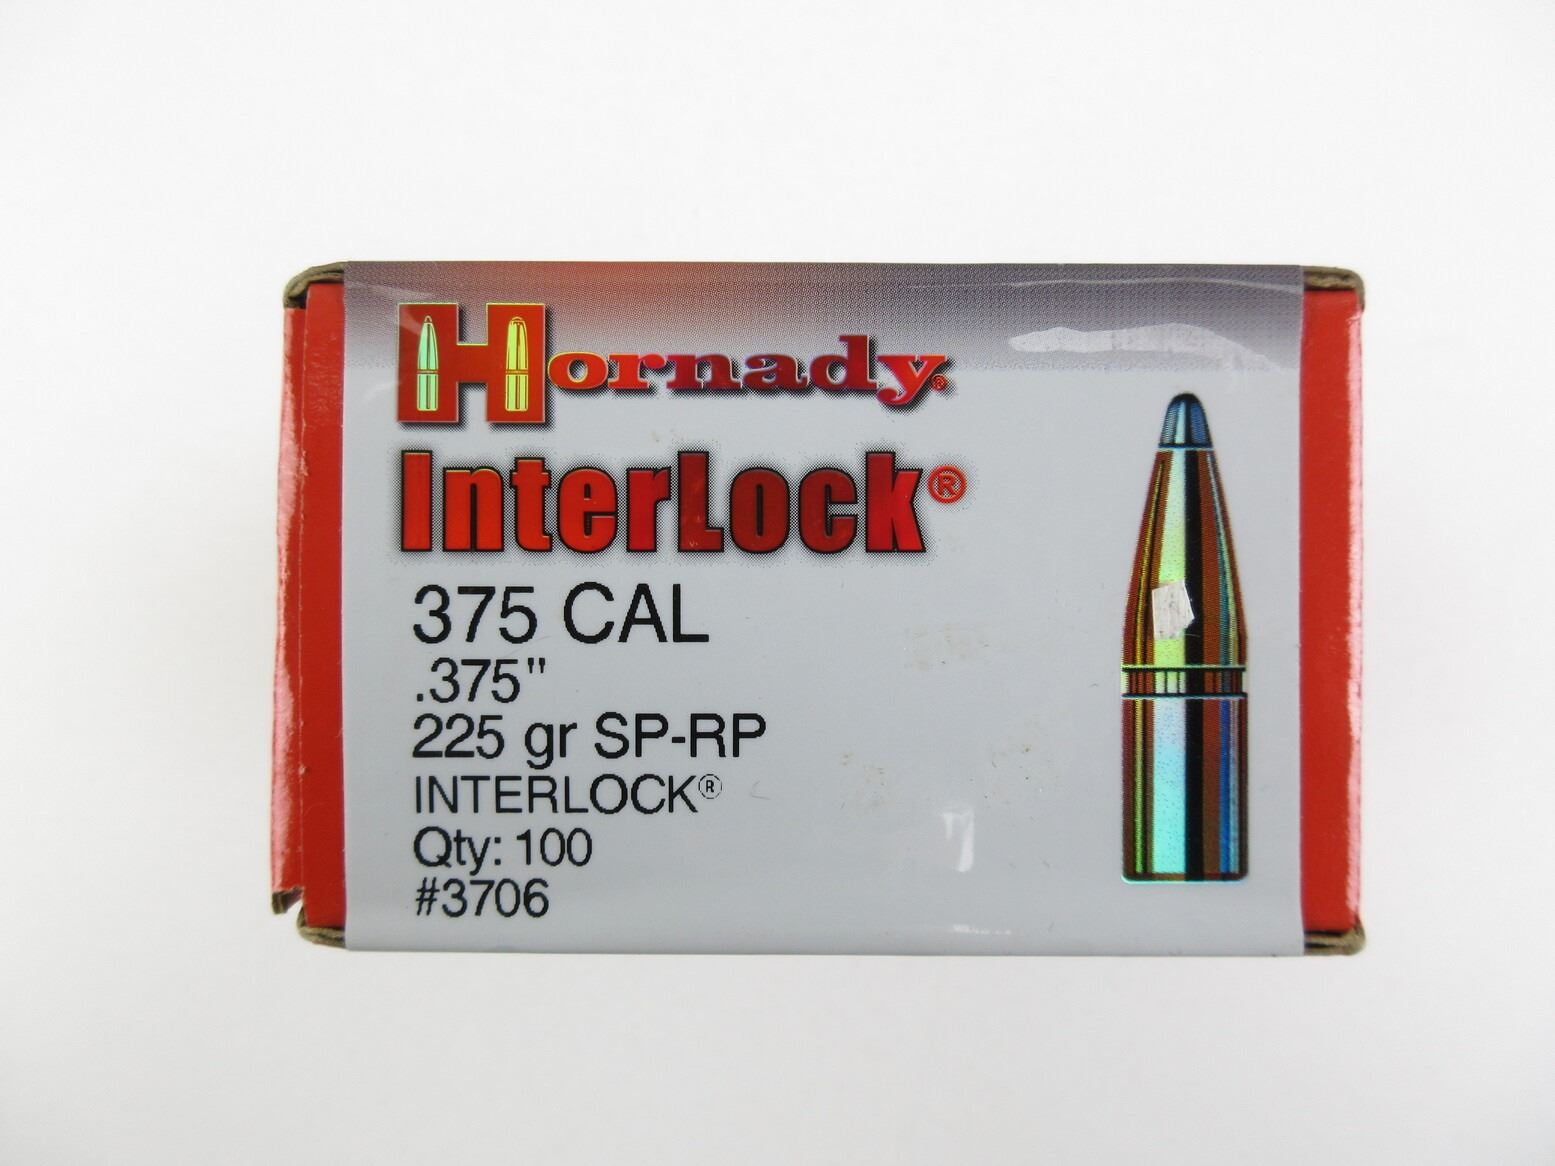 Hornady®
InterLock®
375 CAL
.375"
225 gr SP-RP
INTERLOCK®
Qty: 100
#3706